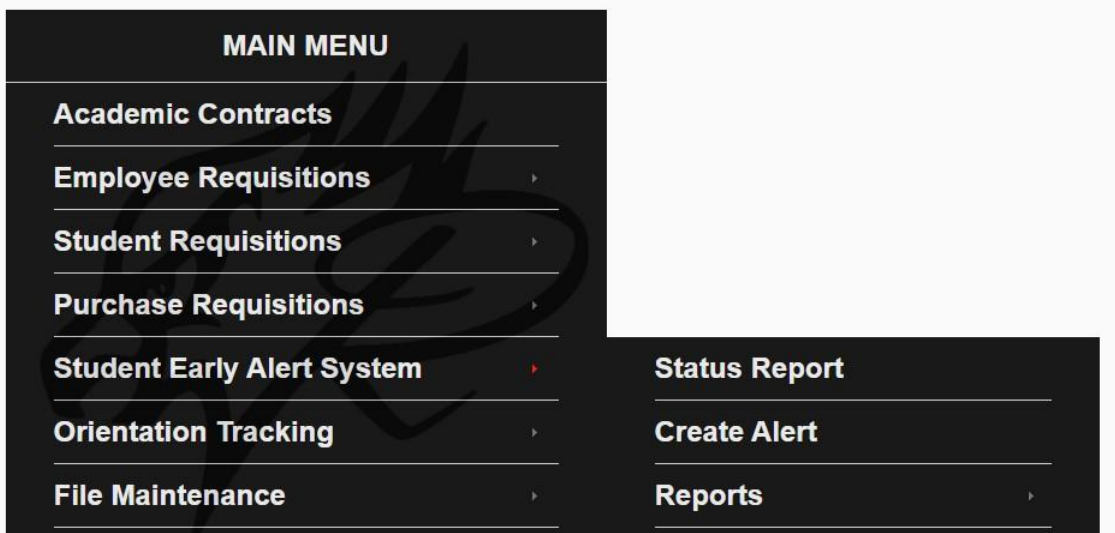 MAIN MENU
Academic Contracts
Employee Requisitions
Student Requisitions
Purchase Requisitions
Student Early Alert System
Orientation Tracking
File Maintenance
Status Report
Create Alert
Reports